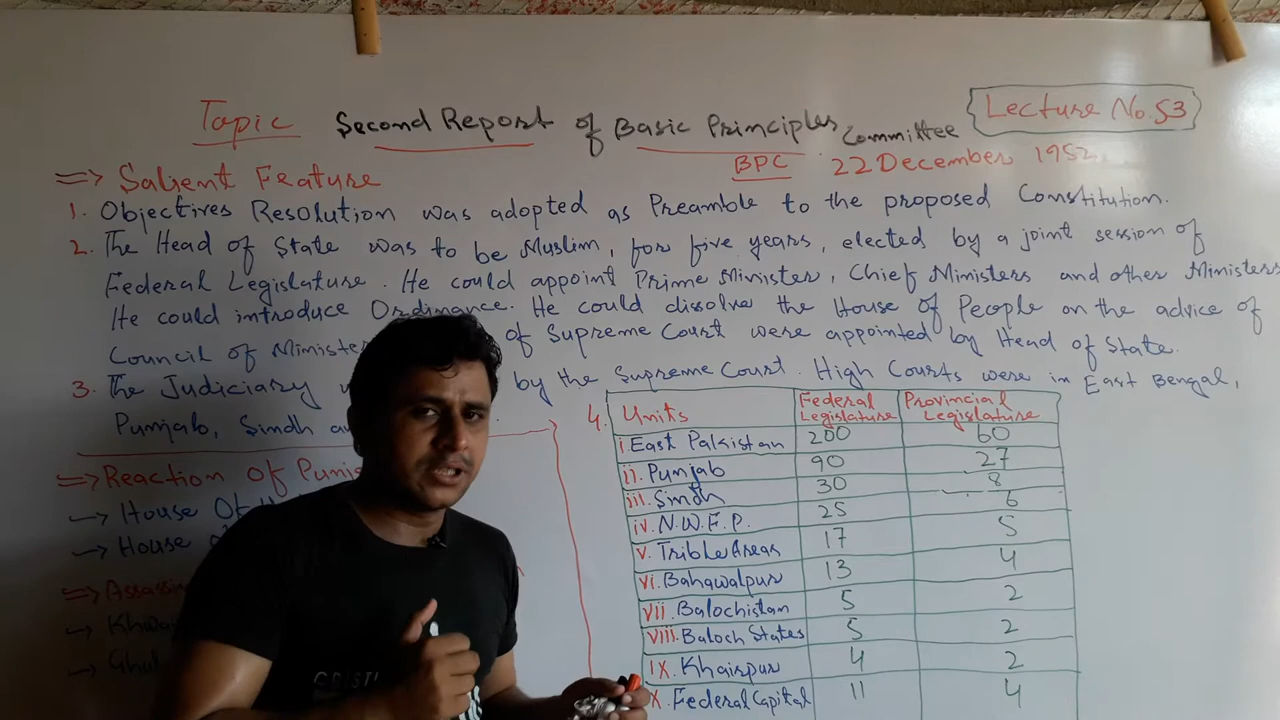 Topic Second Report of Basic Principles Committee
Lecture No.53
BPC 22 December 1952
=> Salient Feature
1. Objectives Resolution was adopted as Preamble to the proposed Constitution.
2. The Head of State was to be Muslim, for five years, elected by a joint session of
Federal Legislature. He could appoint Prime Minister, Chief Ministers and other Ministers
He could introduce Ordinance. He could dissolve the House of People on the advice of
Council of of Supreme Court were appointed by Head of State.
3. The Judiciary by the Supreme Court. High Courts were in East Bengal,
Punjab, Sindh
4. Units Federal Legislature Provincial Legislature
i. East Pakistan 200 60
ii. Punjab 90 27
iii. Sindh 30 8
iv. N.W.F.P. 25 6
v. Trible Areas 17 5
vi. Bahawalpur 13 4
vii. Balochistan 5 2
viii. Baloch States 5 2
ix. Khairpur 4 2
x. Federal Capital 11 4
=> Reaction of
-> House Of
-> House
=>
->
->